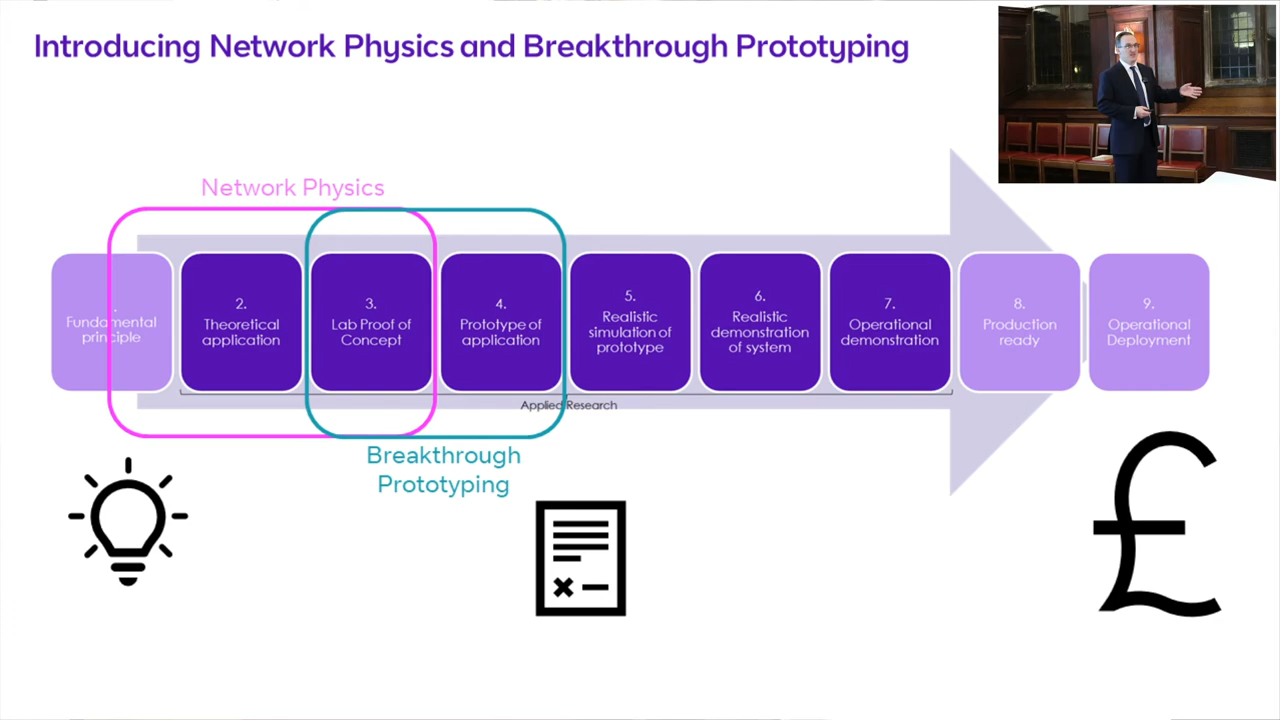 Introducing Network Physics and Breakthrough Prototyping
Network Physics
Fundamental
principle
2.
Theoretical
application
3.
Lab Proof of
Concept
4.
Prototype of
application
5.
Realistic
simulation of
prototype
6.
Realistic
demonstration
of system
7.
Operational
demonstration
8.
Production
ready
9.
Operational
Deployment
Applied Research
Breakthrough
Prototyping
£